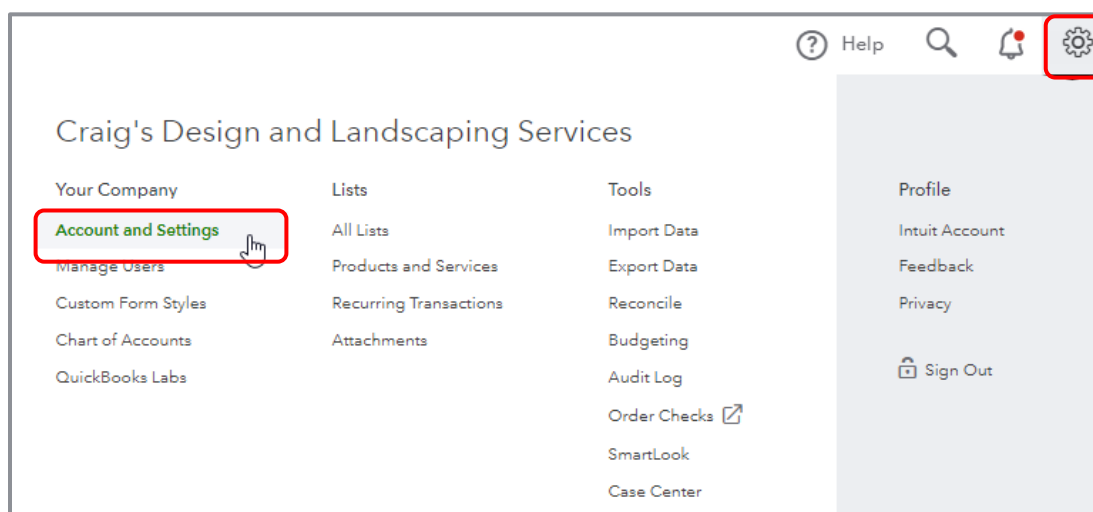 Help
Craig's Design and Landscaping Services
Your Company
Account and Settings
Manage Users
Custom Form Styles
Chart of Accounts
QuickBooks Labs
Lists
All Lists
Products and Services
Recurring Transactions
Attachments
Tools
Import Data
Export Data
Reconcile
Budgeting
Audit Log
Order Checks
SmartLook
Case Center
Profile
Intuit Account
Feedback
Privacy
Sign Out